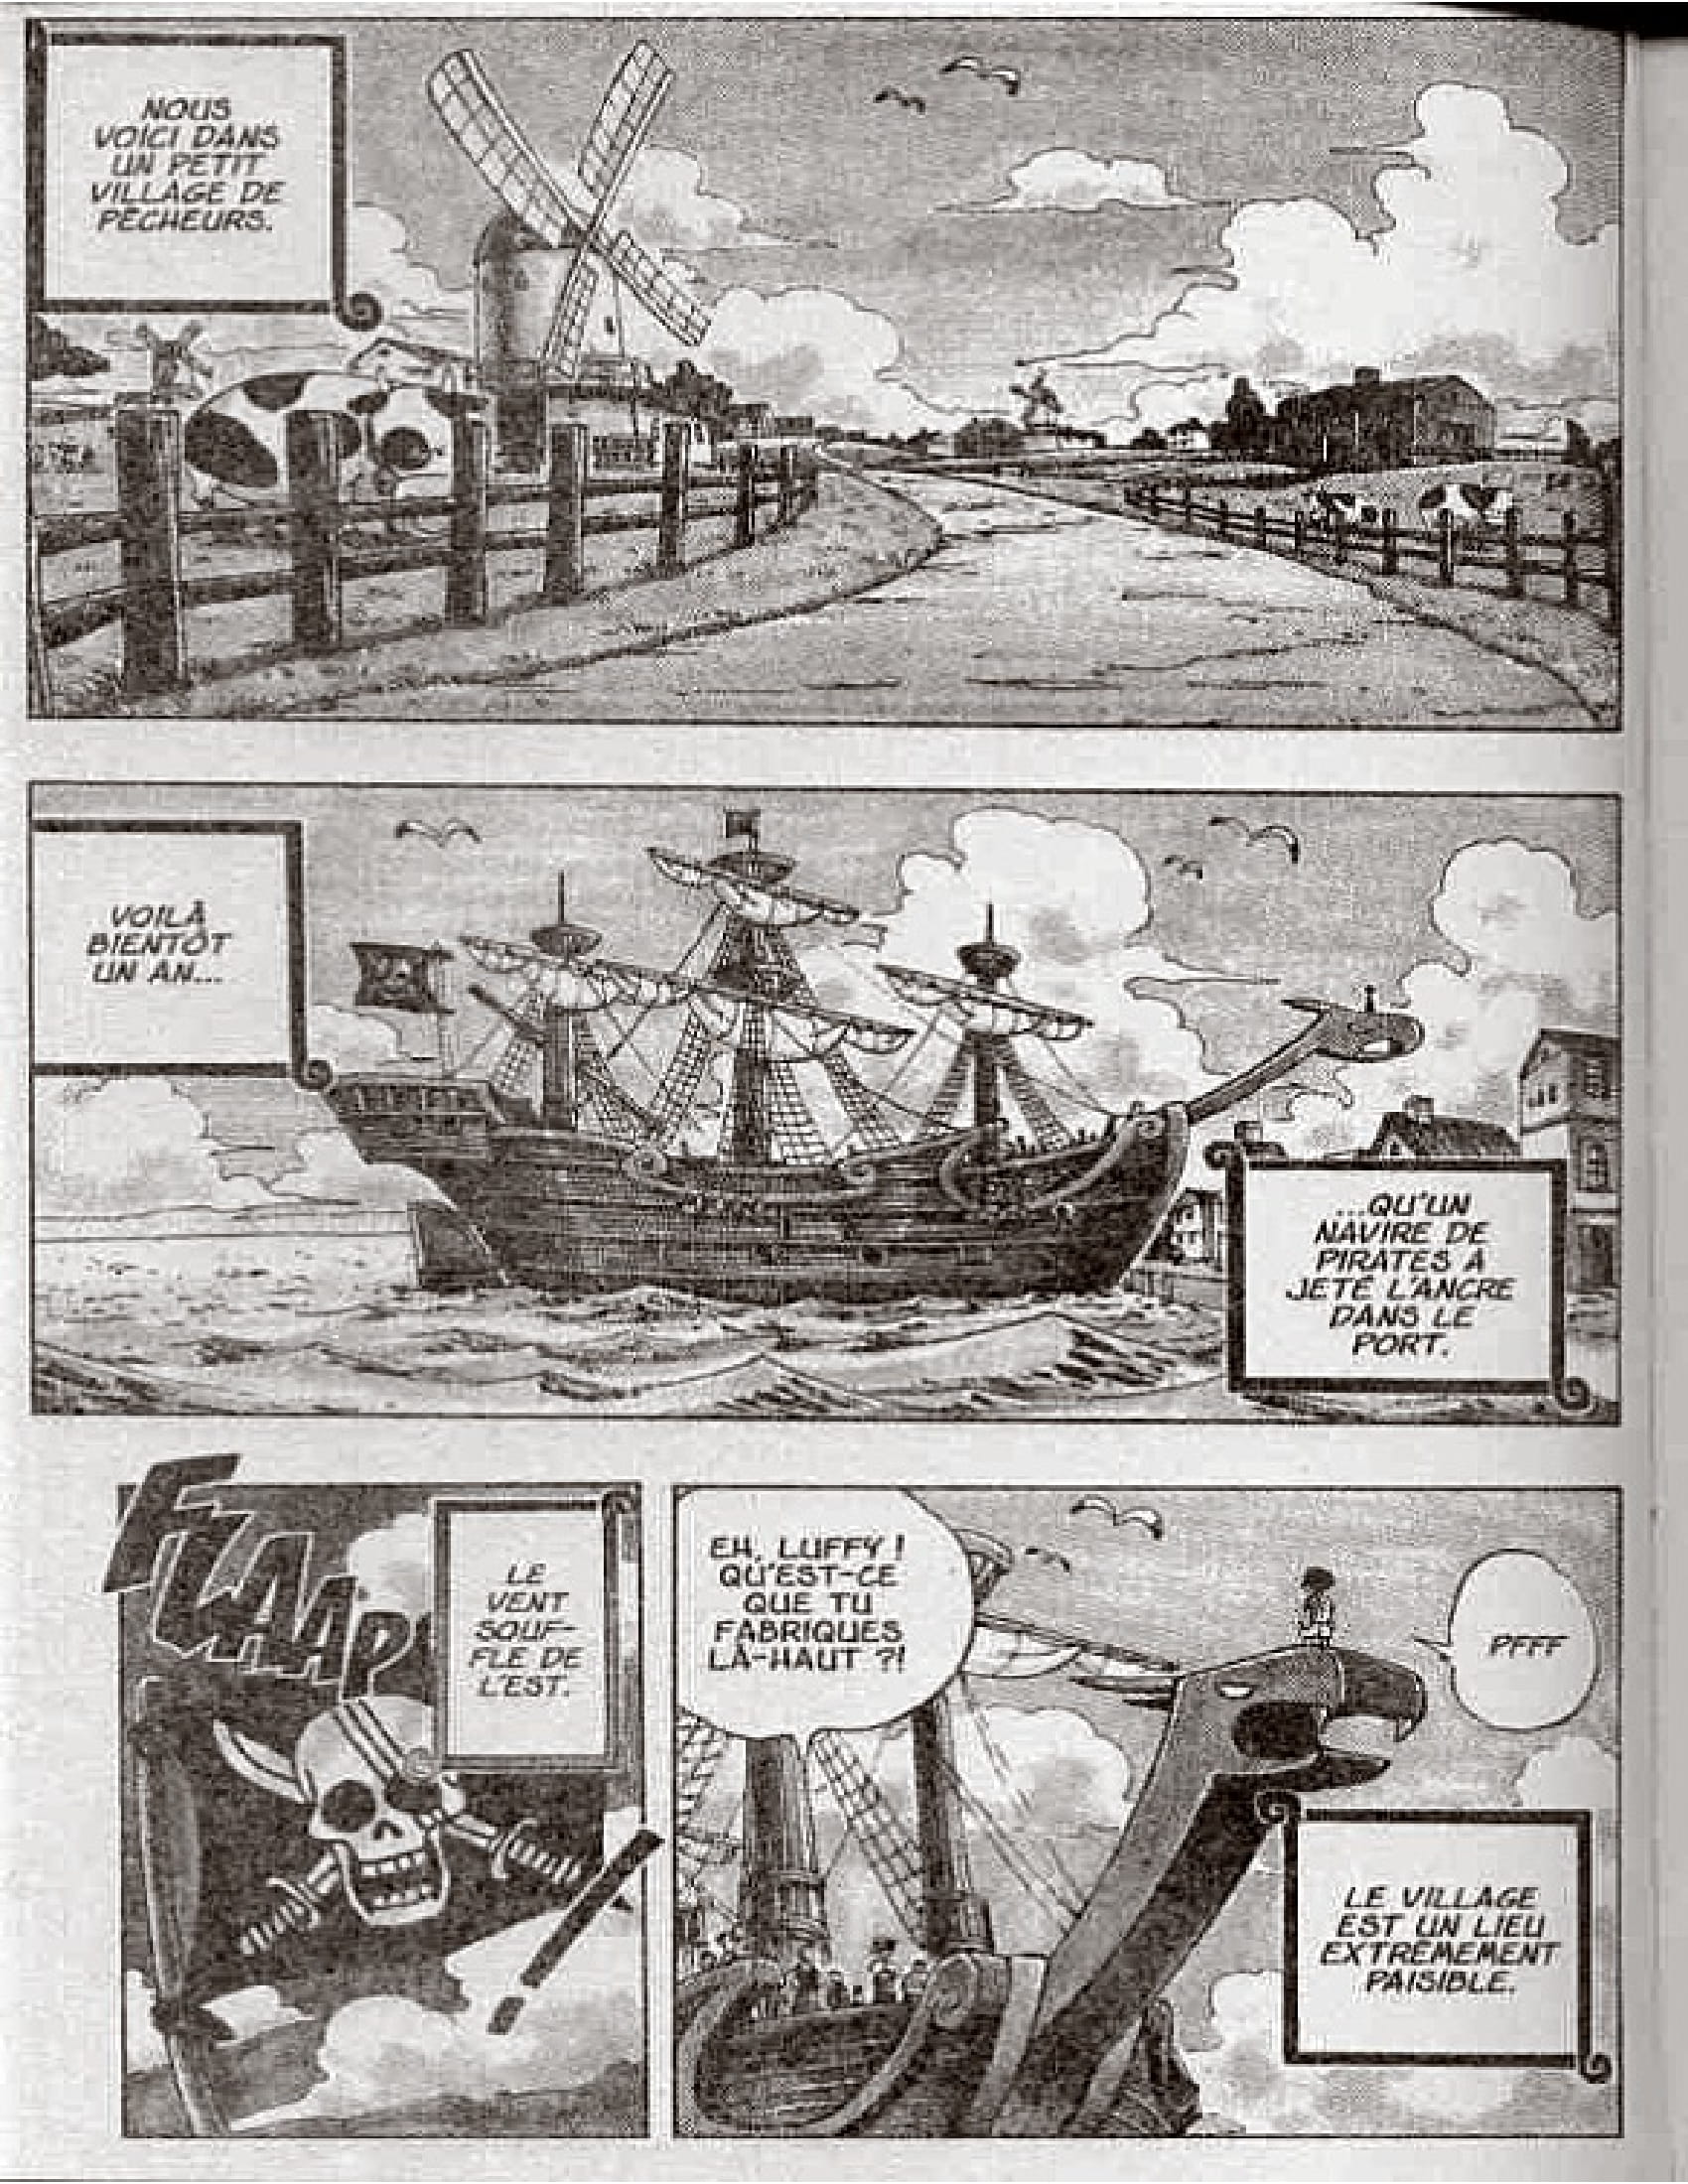 NOUS
VOICI DANS
UN PETIT
VILLAGE DE
PÊCHEURS.
VOILÀ
BIENTÔT
UN AN...
...QU'UN
NAVIRE DE
PIRATES A
JETÉ L'ANCRE
DANS LE
PORT.
FLAAP
LE
VENT
SOUF-
FLE DE
L'EST.
EH, LUFFY !
QU'EST-CE
QUE TU
FABRIQUES
LÀ-HAUT ?!
PFFF
LE VILLAGE
EST UN LIEU
EXTRÊMEMENT
PAISIBLE.